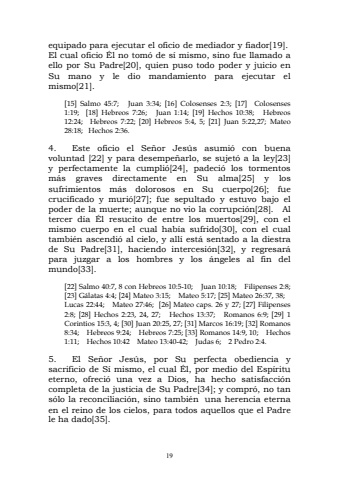 equipado para ejecutar el oficio de mediador y fiador[19].
El cual oficio Él no tomó de sí mismo, sino fue llamado a
ello por Su Padre[20], quien puso todo poder y juicio en
Su mano y le dio mandamiento para ejecutar el
mismo[21].
[15] Salmo 45:7; Juan 3:34; [16] Colosenses 2:3; [17] Colosenses
1:19; [18] Hebreos 7:26; Juan 1:14; [19] Hechos 10:38; Hebreos
12:24; Hebreos 7:22; [20] Hebreos 5:4, 5; [21] Juan 5:22,27; Mateo
28:18; Hechos 2:36.
4. Este oficio el Señor Jesús asumió con buena
voluntad [22] y para desempeñarlo, se sujetó a la ley[23]
y perfectamente la cumplió[24], padeció los tormentos
más graves directamente en Su alma[25] y los
sufrimientos más dolorosos en Su cuerpo[26]; fue
crucificado y murió[27]; fue sepultado y estuvo bajo el
poder de la muerte; aunque no vio la corrupción[28]. Al
tercer día Él resucito de entre los muertos[29], con el
mismo cuerpo en el cual había sufrido[30], con el cual
también ascendió al cielo, y allli está sentado a la diestra
de Su Padre[31], haciendo intercesión[32], y regresará
para juzgar a los hombres y los ángeles al fin del
mundo[33].
[22] Salmo 40:7, 8 con Hebreos 10:5-10; Juan 10:18; Filipenses 2:8;
[23] Gálatas 4:4; [24] Mateo 3:15; Mateo 5:17; [25] Mateo 26:37, 38;
Lucas 22:44; Mateo 27:46; [26] Mateo caps. 26 y 27; [27] Filipenses
2:8; [28] Hechos 2:23, 24, 27; Hechos 13:37; Romanos 6:9; [29] 1
Corintios 15:3, 4; [30] Juan 20:25, 27; [31] Marcos 16:19; [32] Romanos
8:34; Hebreos 9:24; Hebreos 7:25; [33] Romanos 14:9, 10; Hechos
1:11; Hechos 10:42 Mateo 13:40-42; Judas 6; 2 Pedro 2:4.
5. El Señor Jesús, por Su perfecta obediencia y
sacrificio de Sí mismo, el cual Él, por medio del Espíritu
eterno, ofreció una vez a Dios, ha hecho satisfacción
completa de la justicia de Su Padre[34]; y compró, no tan
sólo la reconciliación, sino también una herencia eterna
en el reino de los cielos, para todos aquellos que el Padre
le ha dado[35].
19